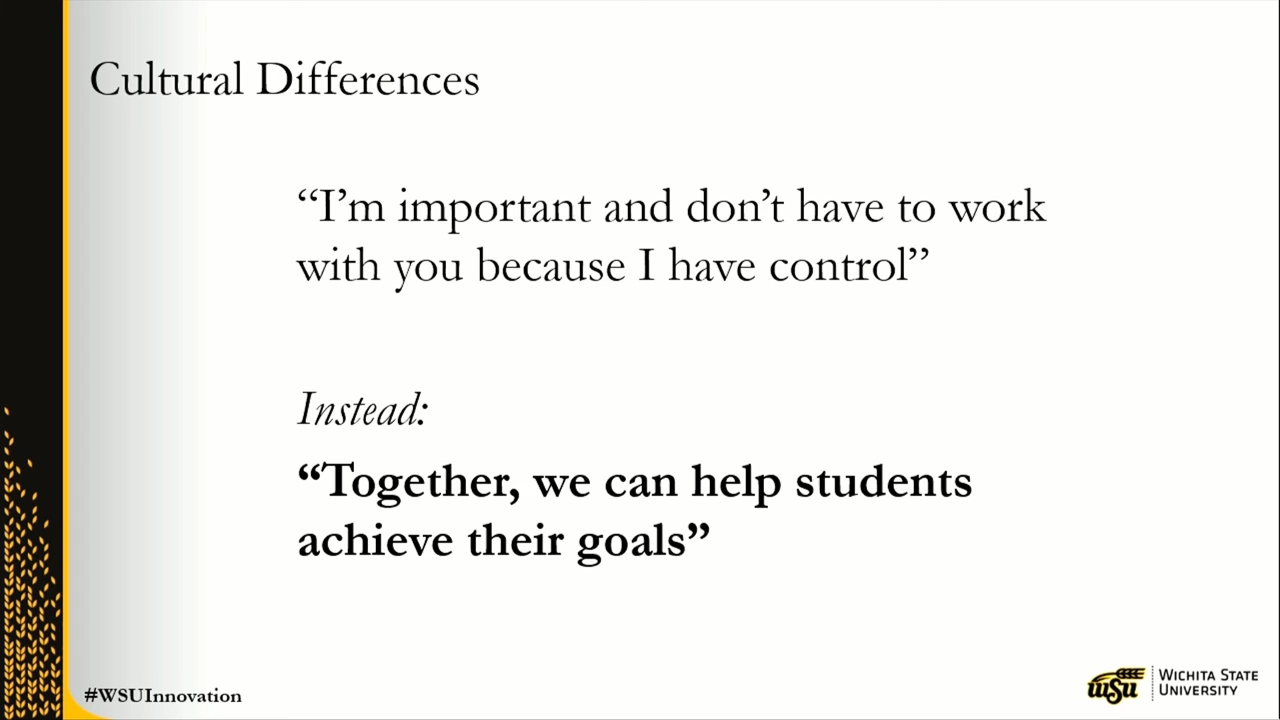 Cultural Differences
“I’m important and don’t have to work
with you because I have control”
Instead:
“Together, we can help students
achieve their goals”
#WSUInnovation
wsu
WICHITA STATE
UNIVERSITY